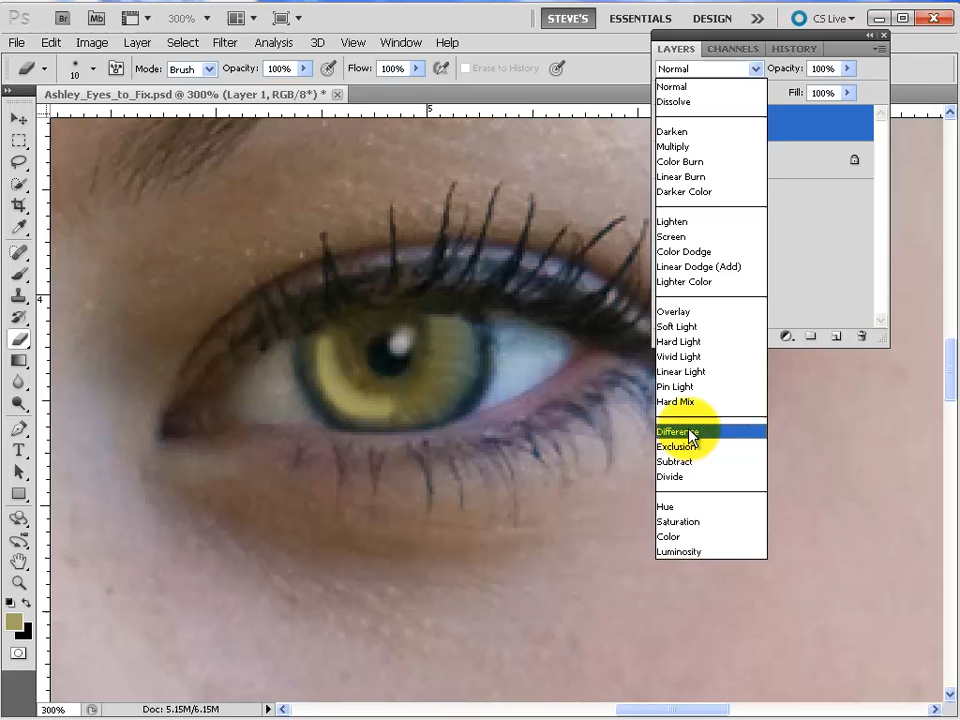 Ps Br Mb 300% STEVE'S ESSENTIALS DESIGN CS Live
File Edit Image Layer Select Filter Analysis 3D View Window Help
10 Mode: Brush Opacity: 100% Flow: 100% Erase to History
Ashley_Eyes_to_Fix.psd @ 300% (Layer 1, RGB/8*) *
5
4
LAYERS CHANNELS HISTORY
Normal Opacity: 100%
Fill: 100%
Normal
Dissolve
Darken
Multiply
Color Burn
Linear Burn
Darker Color
Lighten
Screen
Color Dodge
Linear Dodge (Add)
Lighter Color
Overlay
Soft Light
Hard Light
Vivid Light
Linear Light
Pin Light
Hard Mix
Difference
Exclusion
Subtract
Divide
Hue
Saturation
Color
Luminosity
T
300% Doc: 5.15M/6.15M